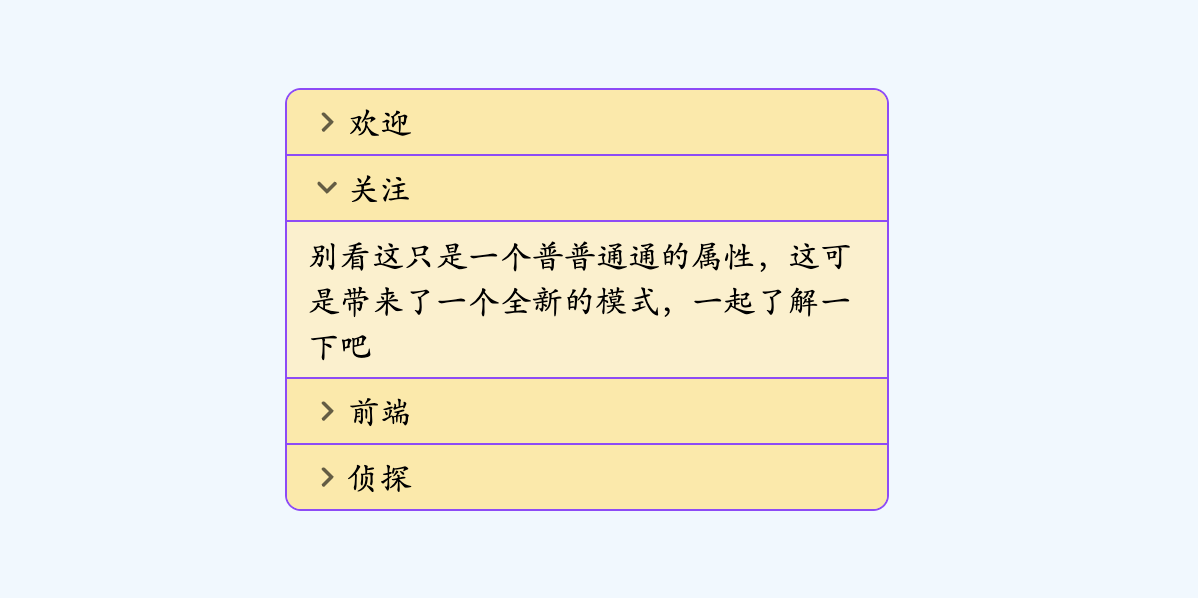 欢迎
关注
别看这只是一个普普通通的属性，这可
是带来了一个全新的模式，一起了解一
下吧
前端
侦探